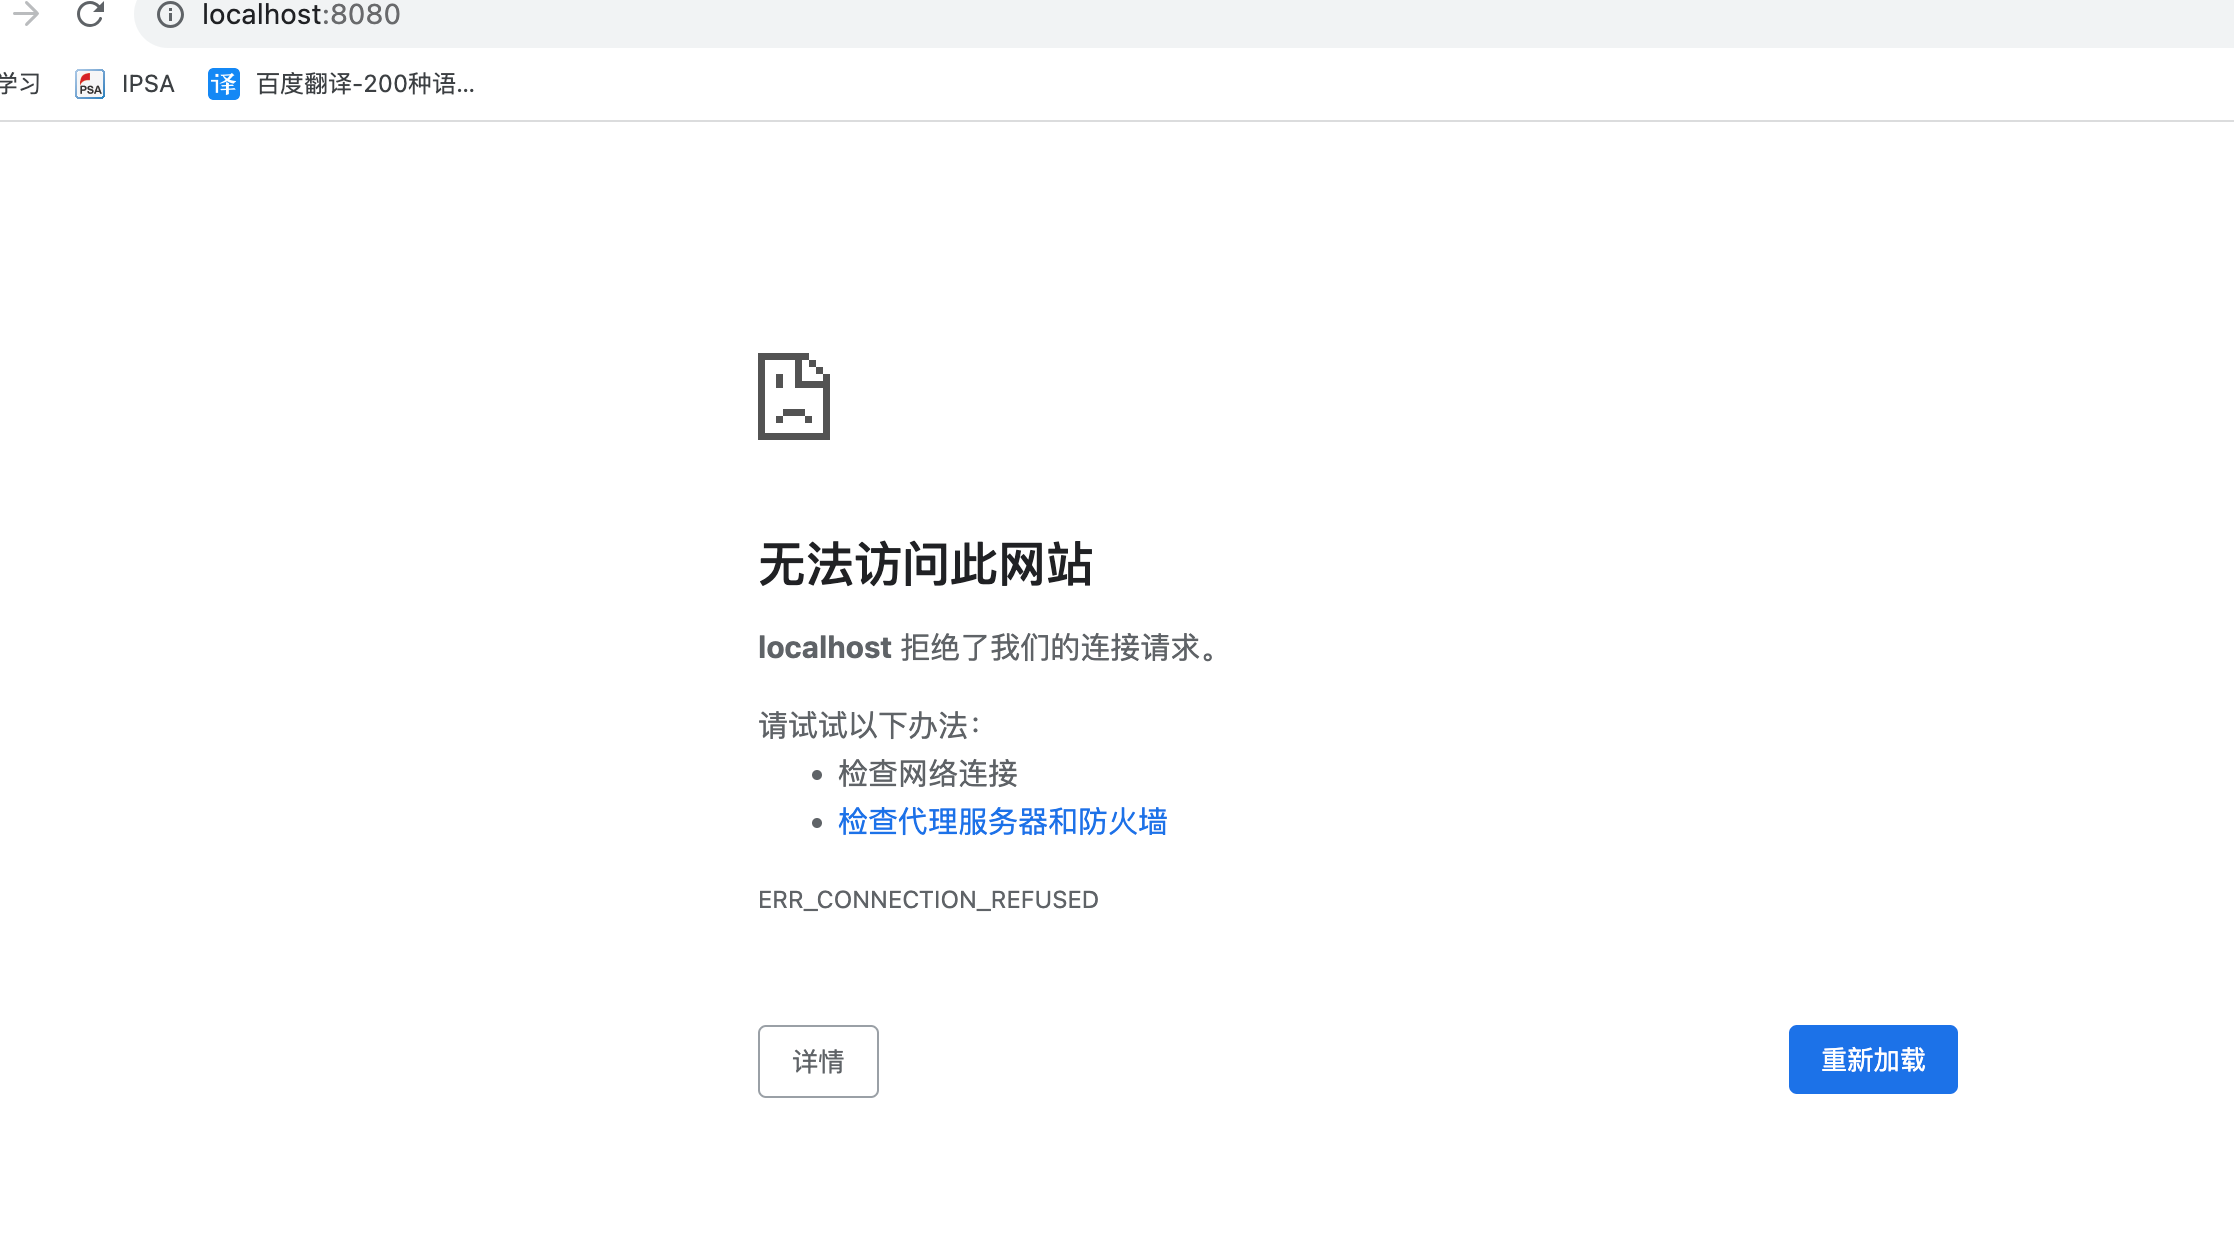 localhost:8080
学习 IPSA 译 百度翻译-200种语...
PSA
无法访问此网站
localhost 拒绝了我们的连接请求。
请试试以下办法：
• 检查网络连接
• 检查代理服务器和防火墙
ERR_CONNECTION_REFUSED
详情 重新加载